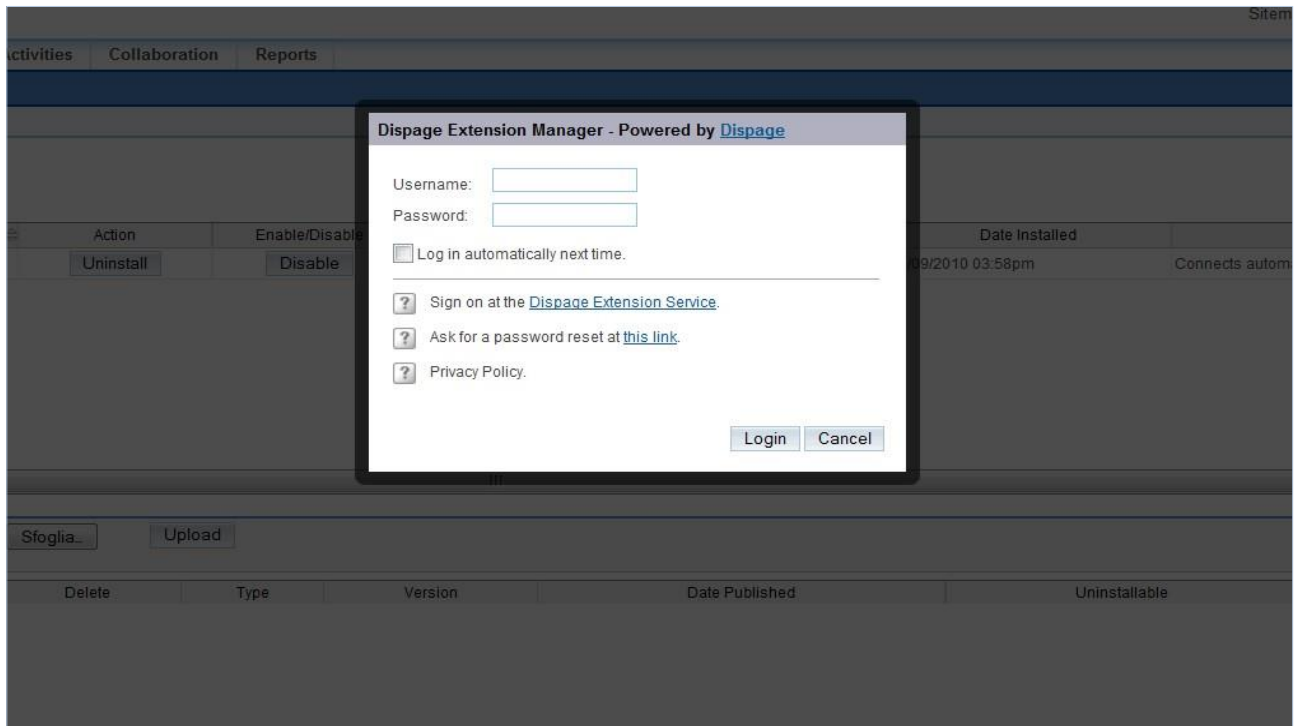 Sitem
ctivities Collaboration Reports
Dispage Extension Manager - Powered by Dispage
Username:
Password:
Log in automatically next time.
? Sign on at the Dispage Extension Service.
? Ask for a password reset at this link.
? Privacy Policy.
Login Cancel
Action Enable/Disable Date Installed
Uninstall Disable /09/2010 03:58pm Connects autom
Sfoglia... Upload
Delete Type Version Date Published Uninstallable